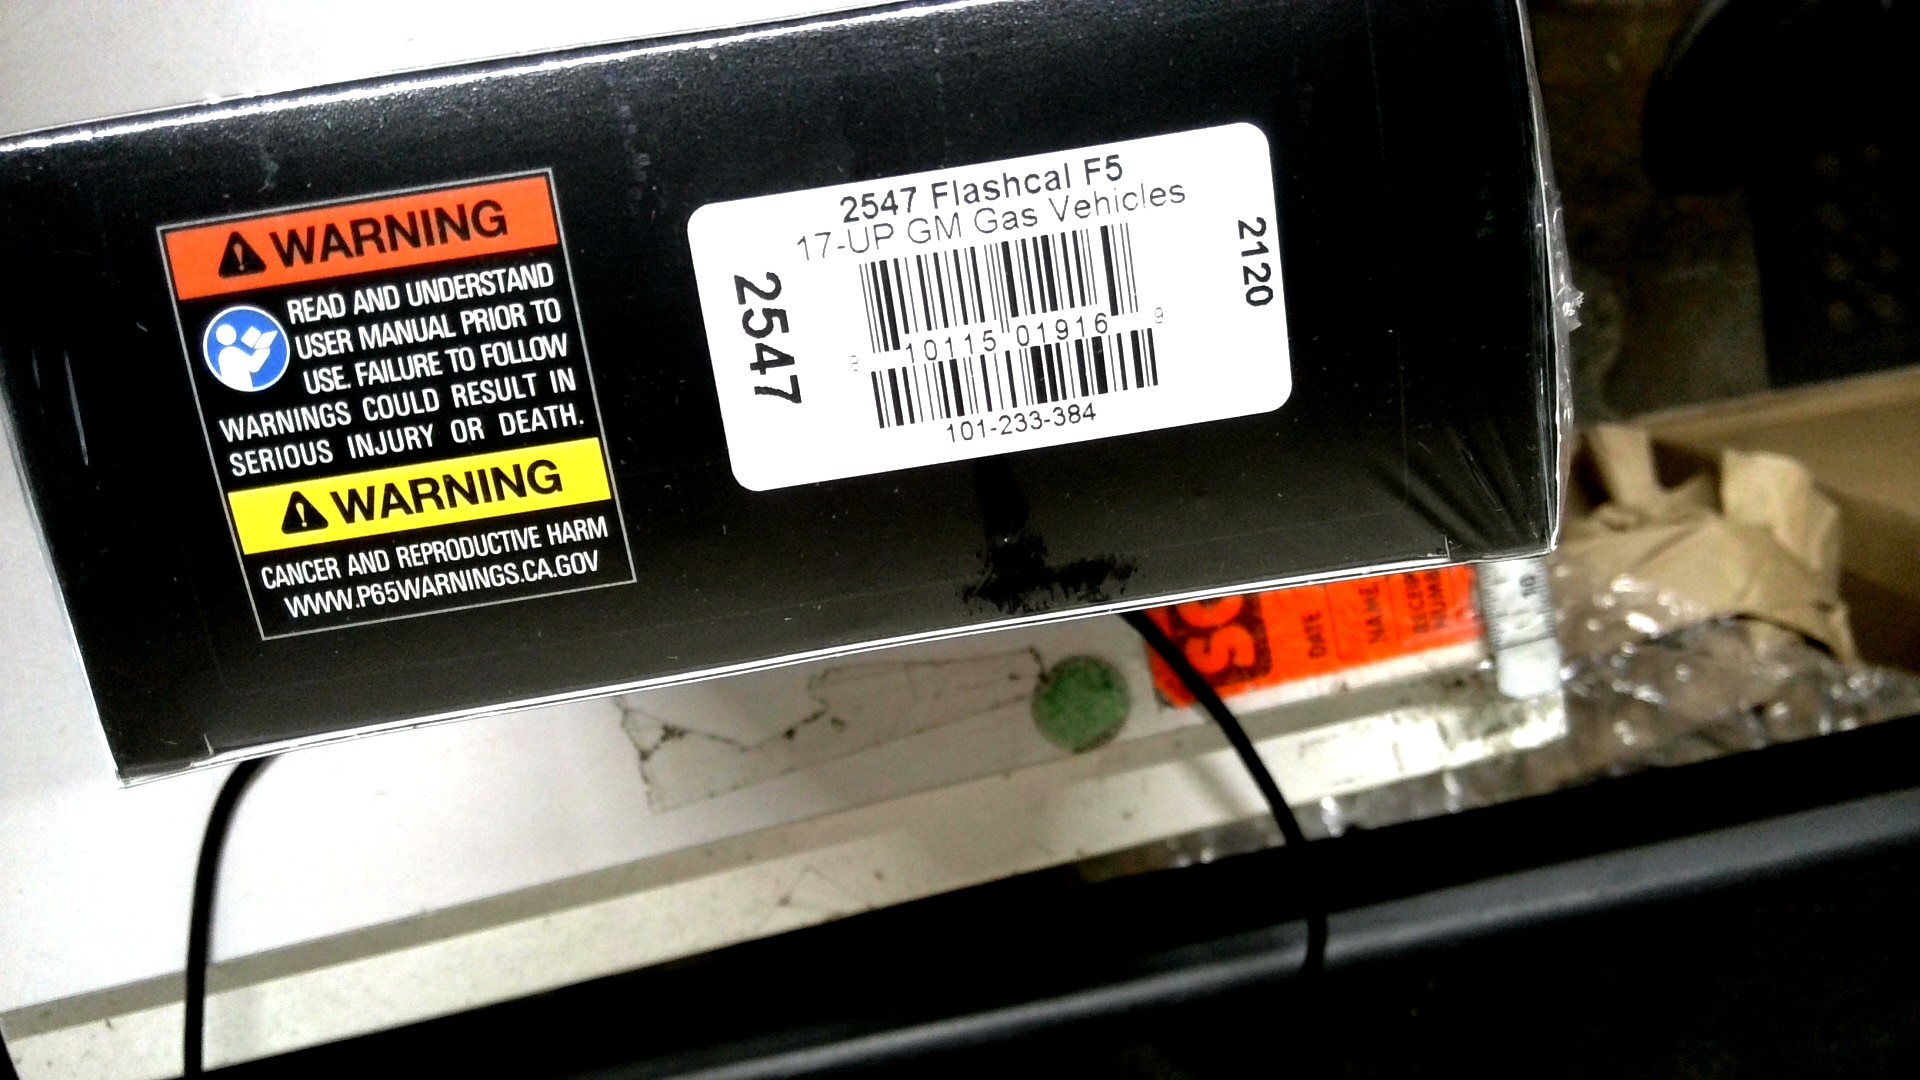 WARNING
READ AND UNDERSTAND
USER MANUAL PRIOR TO
USE. FAILURE TO FOLLOW
WARNINGS COULD RESULT IN
SERIOUS INJURY OR DEATH.
WARNING
CANCER AND REPRODUCTIVE HARM
WWW.P65WARNINGS.CA.GOV
2547 Flashcal F5
17-UP GM Gas Vehicles
2547
2120
10115 01916 9
101-233-384
DATE
NAME
10